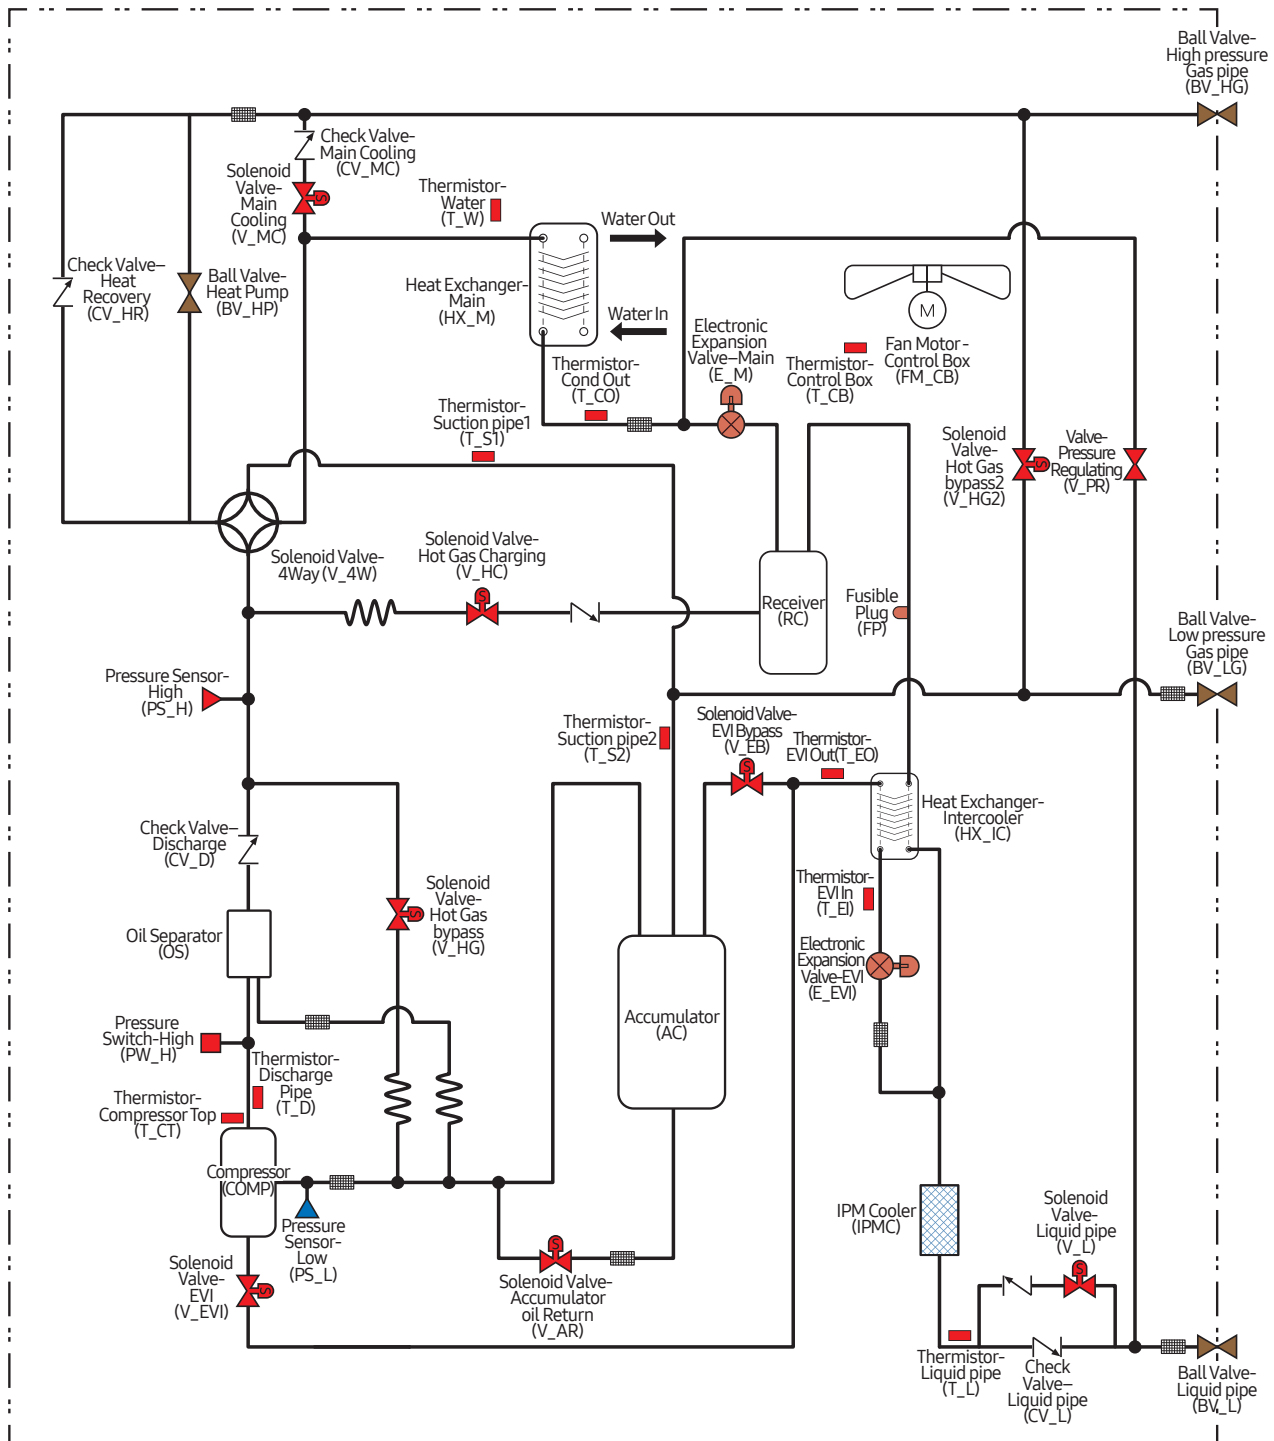 Ball Valve-
High pressure
Gas pipe
(BV_HG)
Check Valve-
Main Cooling
(CV_MC)
Solenoid
Valve-
Main
Cooling
(V_MC)
Thermistor-
Water
(T_W)
Water Out
Check Valve–
Heat
Recovery
(CV_HR)
Ball Valve-
Heat Pump
(BV_HP)
Heat Exchanger-
Main
(HX_M)
Water In
M
Electronic
Expansion
Valve–Main
(E_M)
Thermistor-
Control Box
(T_CB)
Fan Motor-
Control Box
(FM_CB)
Thermistor-
Cond Out
(T_CO)
Thermistor-
Suction pipe1
(T_S1)
Solenoid
Valve-
Hot Gas
bypass2
(V_HG2)
Valve-
Pressure
Regulating
(V_PR)
Solenoid Valve-
4Way (V_4W)
Solenoid Valve-
Hot Gas Charging
(V_HC)
Receiver
(RC)
Fusible
Plug
(FP)
Ball Valve-
Low pressure
Gas pipe
(BV_LG)
Pressure Sensor-
High
(PS_H)
Thermistor-
Suction pipe2
(T_S2)
Solenoid Valve-
EVI Bypass
(V_EB)
Thermistor-
EVI Out(T_EO)
Heat Exchanger-
Intercooler
(HX_IC)
Check Valve–
Discharge
(CV_D)
Solenoid
Valve-
Hot Gas
bypass
(V_HG)
Thermistor-
EVI In
(T_EI)
Oil Separator
(OS)
Electronic
Expansion
Valve-EVI
(E_EVI)
Accumulator
(AC)
Pressure
Switch-High
(PW_H)
Thermistor-
Discharge
Pipe
(T_D)
Thermistor-
Compressor Top
(T_CT)
Compressor
(COMP)
Pressure
Sensor-
Low
(PS_L)
IPM Cooler
(IPMC)
Solenoid
Valve-
Liquid pipe
(V_L)
Solenoid
Valve-
EVI
(V_EVI)
Solenoid Valve-
Accumulator
oil Return
(V_AR)
Thermistor-
Liquid pipe
(T_L)
Check
Valve–
Liquid pipe
(CV_L)
Ball Valve-
Liquid pipe
(BV_L)
S
S
S
S
S
S
S
S
S